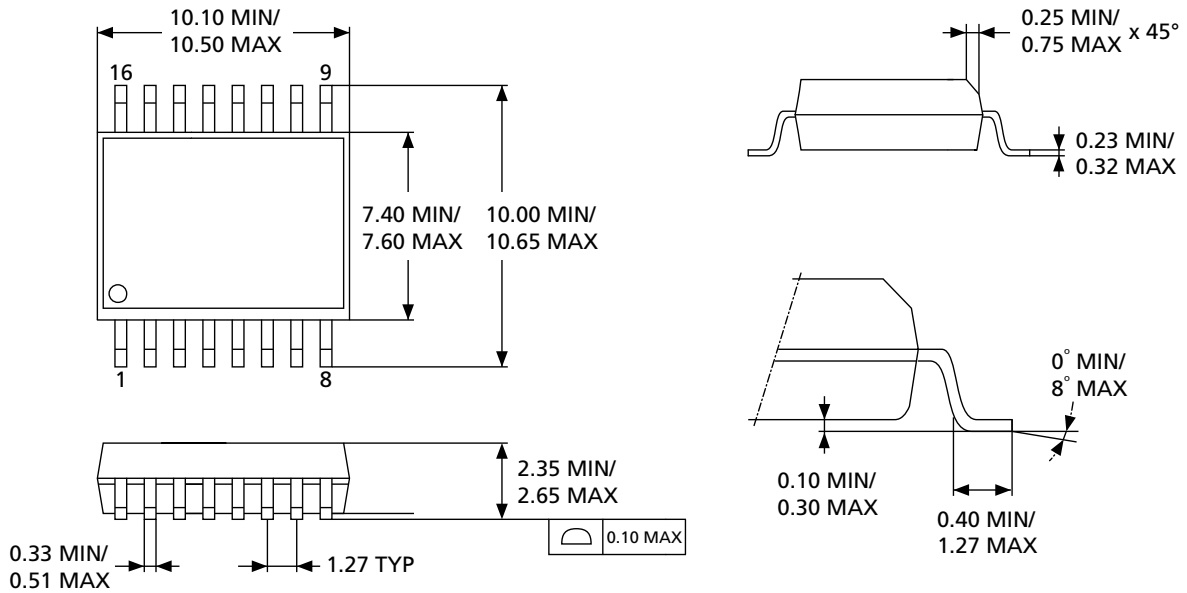 10.10 MIN/
10.50 MAX
16
9
7.40 MIN/
7.60 MAX
10.00 MIN/
10.65 MAX
1
8
0.25 MIN/
0.75 MAX
x 45°
0.23 MIN/
0.32 MAX
2.35 MIN/
2.65 MAX
0.10 MAX
0.33 MIN/
0.51 MAX
1.27 TYP
0° MIN/
8° MAX
0.10 MIN/
0.30 MAX
0.40 MIN/
1.27 MAX